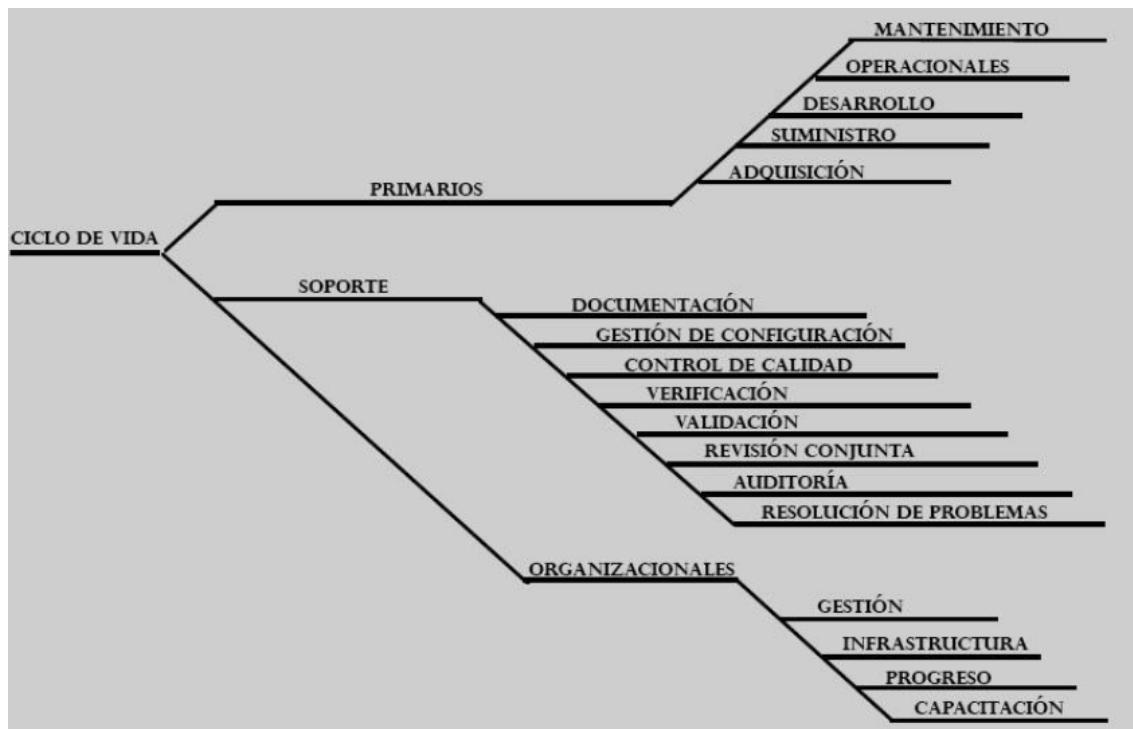 MANTENIMIENTO
OPERACIONALES
DESARROLLO
SUMINISTRO
ADQUISICIÓN
PRIMARIOS
CICLO DE VIDA
SOPORTE
DOCUMENTACIÓN
GESTIÓN DE CONFIGURACIÓN
CONTROL DE CALIDAD
VERIFICACIÓN
VALIDACIÓN
REVISIÓN CONJUNTA
AUDITORÍA
RESOLUCIÓN DE PROBLEMAS
ORGANIZACIONALES
GESTIÓN
INFRASTRUCTURA
PROGRESO
CAPACITACIÓN